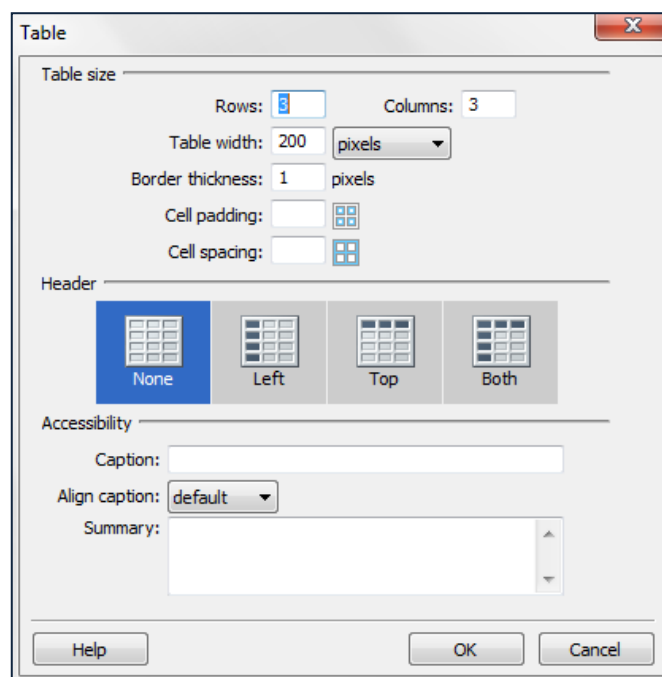 Table
Table size
Rows: 3 Columns: 3
Table width: 200 pixels
Border thickness: 1 pixels
Cell padding:
Cell spacing:
Header
None Left Top Both
Accessibility
Caption:
Align caption: default
Summary:
Help OK Cancel